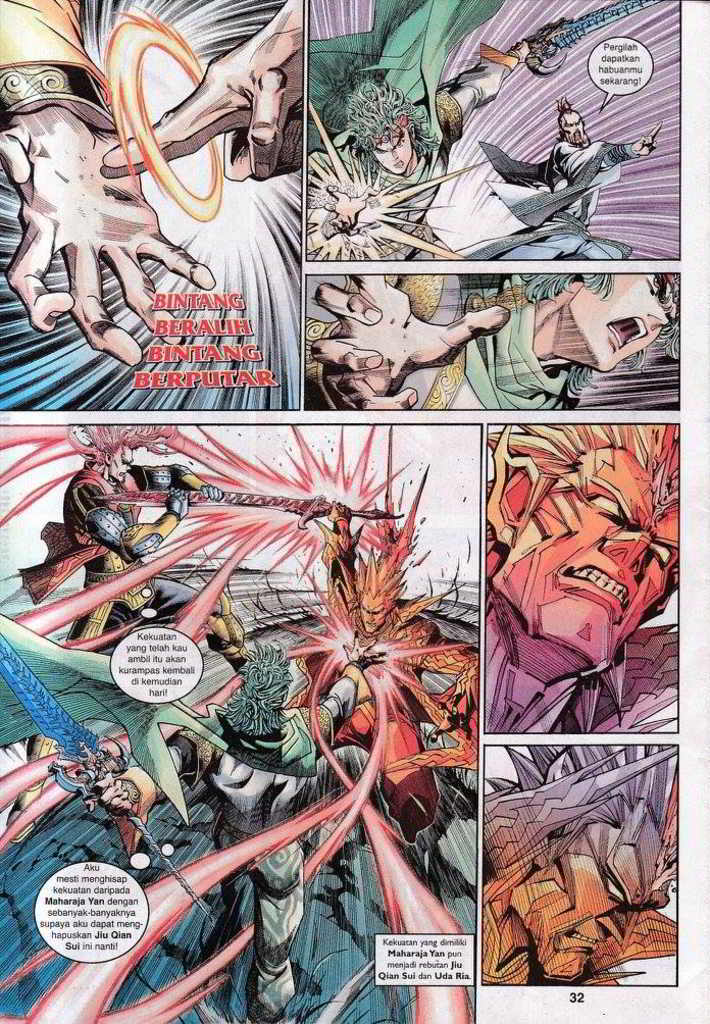 Pergilah
dapatkan
habuanmu
sekarang!
BINTANG
BERALIH
BINTANG
BERPUTAR
Kekuatan
yang telah kau
ambil itu akan
kurampas kembali
di kemudian
hari!
Aku
mesti menghisap
kekuatan daripada
Maharaja Yan dengan
sebanyak-banyaknya
supaya aku dapat meng-
hapuskan Jiu Qian
Sui ini nanti!
Kekuatan yang dimiliki
Maharaja Yan pun
menjadi rebutan Jiu
Qian Sui dan Uda Ria.
32